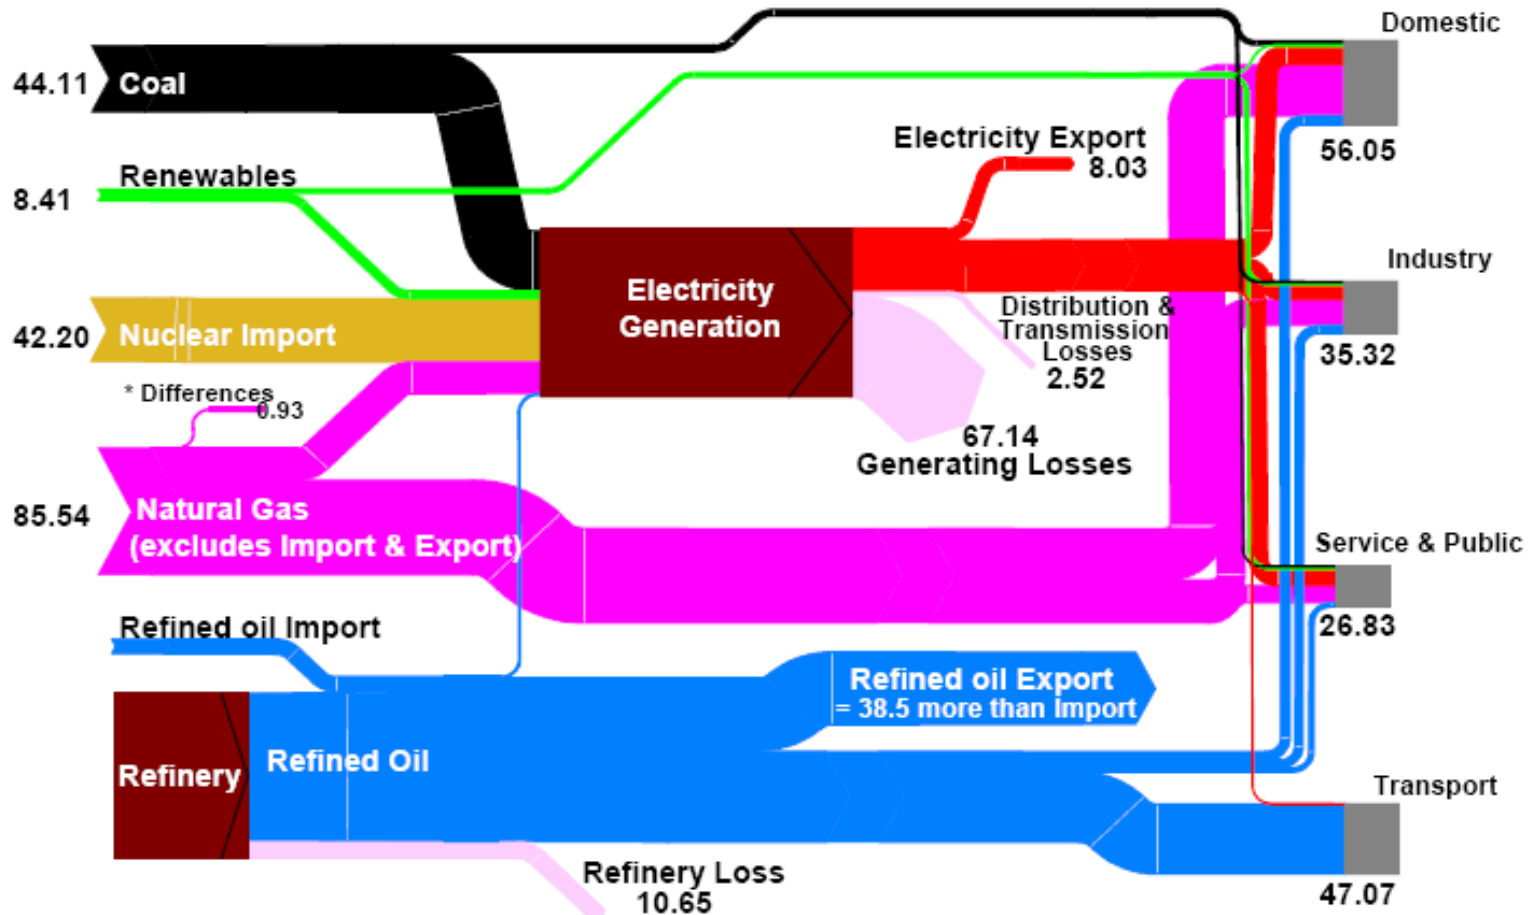 Domestic
44.11
Coal
Electricity Export
8.03
56.05
Renewables
8.41
Industry
Electricity
Generation
Distribution &
Transmission
Losses
2.52
42.20
Nuclear Import
35.32
* Differences
0.93
67.14
Generating Losses
85.54
Natural Gas
(excludes Import & Export)
Service & Public
26.83
Refined oil Import
Refined oil Export
= 38.5 more than Import
Refinery
Refined Oil
Transport
Refinery Loss
10.65
47.07